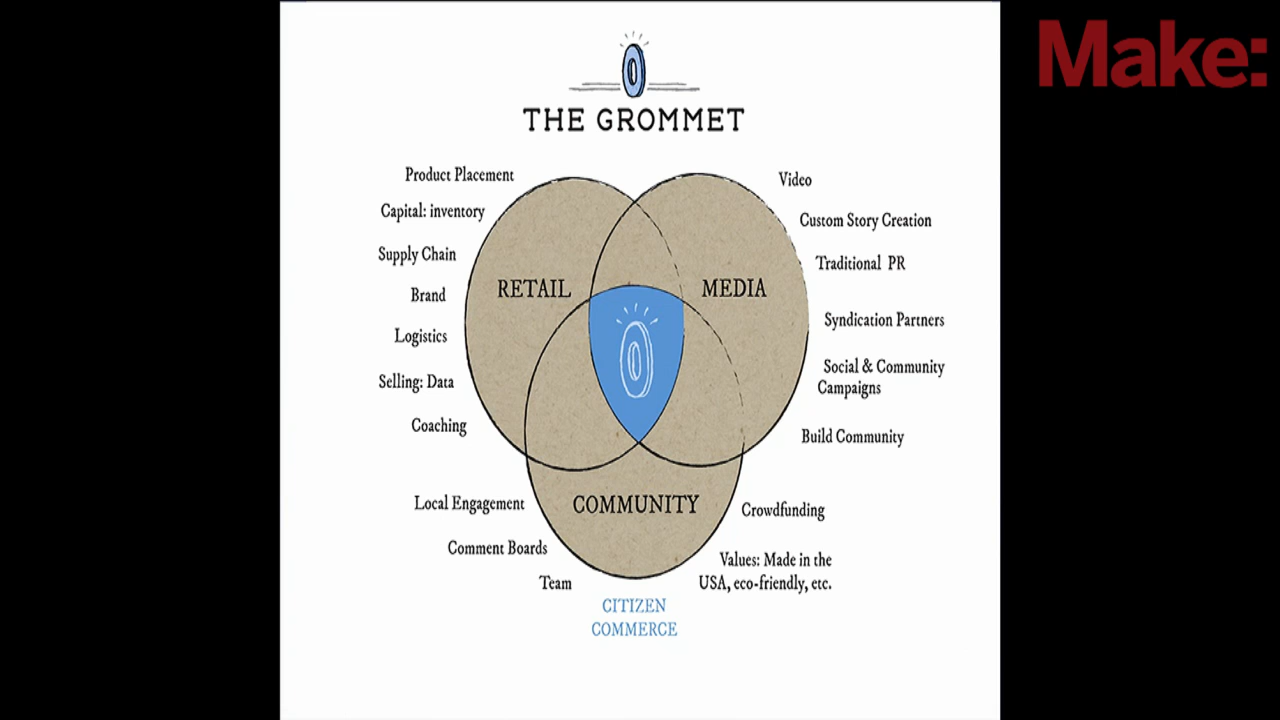 Make:
THE GROMMET
Product Placement
Capital: inventory
Supply Chain
Brand
Logistics
Selling: Data
Coaching
RETAIL
MEDIA
Video
Custom Story Creation
Traditional PR
Syndication Partners
Social & Community
Campaigns
Build Community
COMMUNITY
Local Engagement
Comment Boards
Team
Crowdfunding
Values: Made in the
USA, eco-friendly, etc.
CITIZEN
COMMERCE